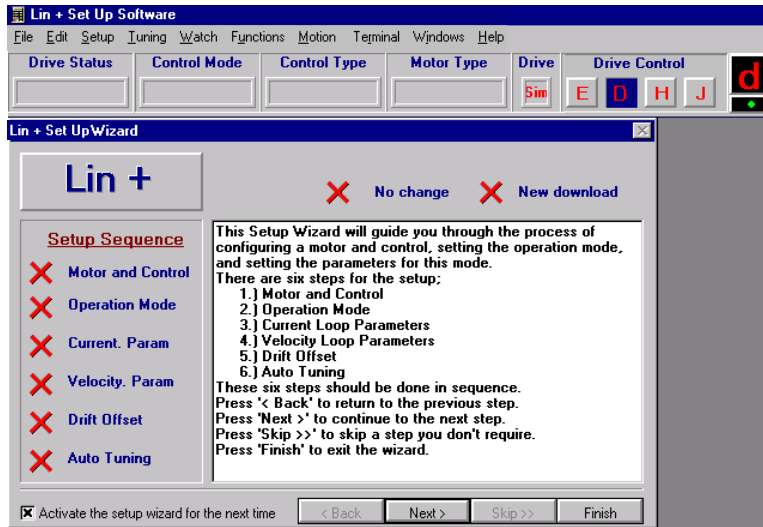 Lin + Set Up Software
File Edit Setup Tuning Watch Functions Motion Terminal Windows Help
Drive Status Control Mode Control Type Motor Type Drive Drive Control
Sim E D H J d
Lin + Set Up Wizard
Lin +
No change New download
Setup Sequence
Motor and Control
Operation Mode
Current. Param
Velocity. Param
Drift Offset
Auto Tuning
This Setup Wizard will guide you through the process of
configuring a motor and control, setting the operation mode,
and setting the parameters for this mode.
There are six steps for the setup;
1.) Motor and Control
2.) Operation Mode
3.) Current Loop Parameters
4.) Velocity Loop Parameters
5.) Drift Offset
6.) Auto Tuning
These six steps should be done in sequence.
Press '< Back' to return to the previous step.
Press 'Next >' to continue to the next step.
Press 'Skip >>' to skip a step you don't require.
Press 'Finish' to exit the wizard.
Activate the setup wizard for the next time < Back Next > Skip >> Finish